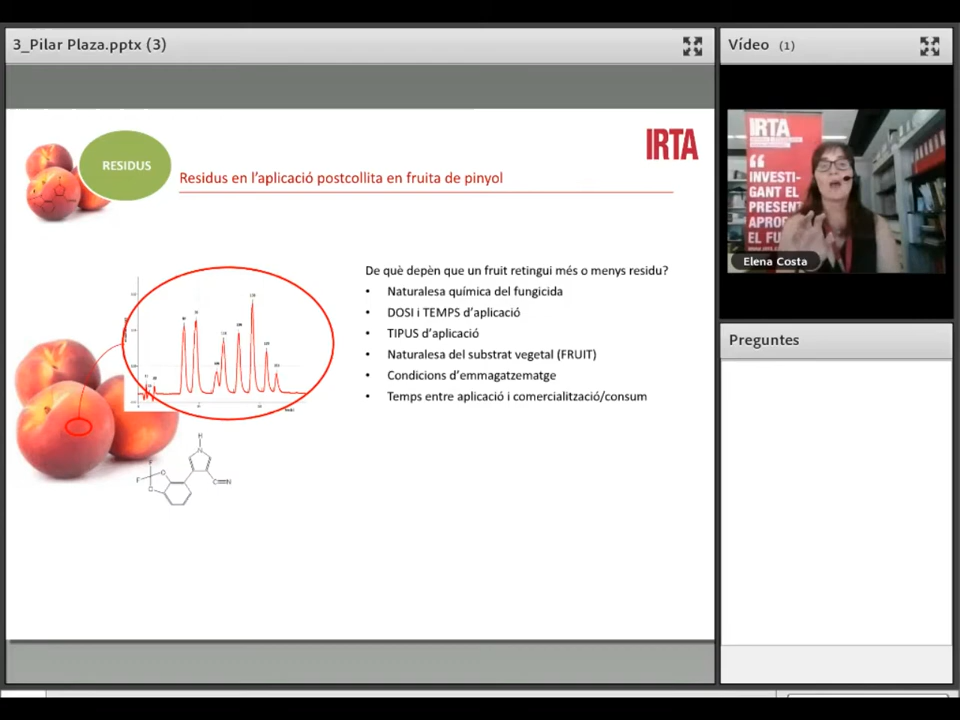 3_Pilar Plaza.pptx (3)
Vídeo (1)
RESIDUS
IRTA
Residus en l'aplicació postcollita en fruita de pinyol
De què depèn que un fruit retingui més o menys residu?
• Naturalesa química del fungicida
• DOSI i TEMPS d'aplicació
• TIPUS d'aplicació
• Naturalesa del substrat vegetal (FRUIT)
• Condicions d'emmagatzematge
• Temps entre aplicació i comercialització/consum
H
N
F
F
O
O
C≡N
IRTA
“
INVESTI-
GANT EL
PRESENT
APROP
EL FU
Elena Costa
Preguntes